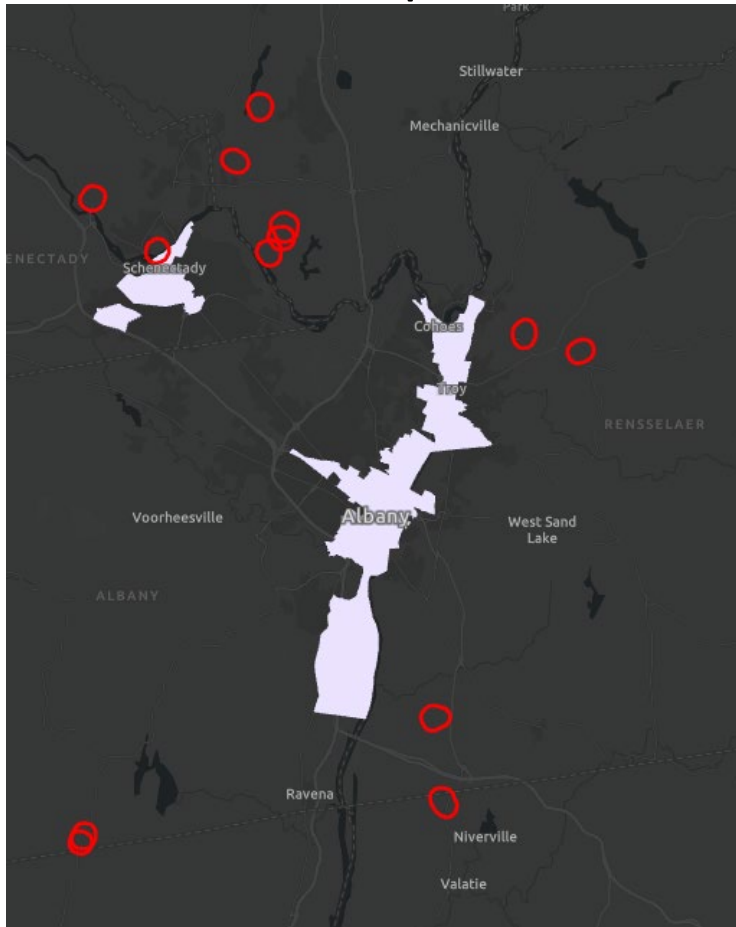 Park
Stillwater
Mechanicville
ENECTADY
Schenectady
Cohoes
Troy
RENSSELAER
Albany
Voorheesville
West Sand
Lake
ALBANY
Ravena
Niverville
Valatie